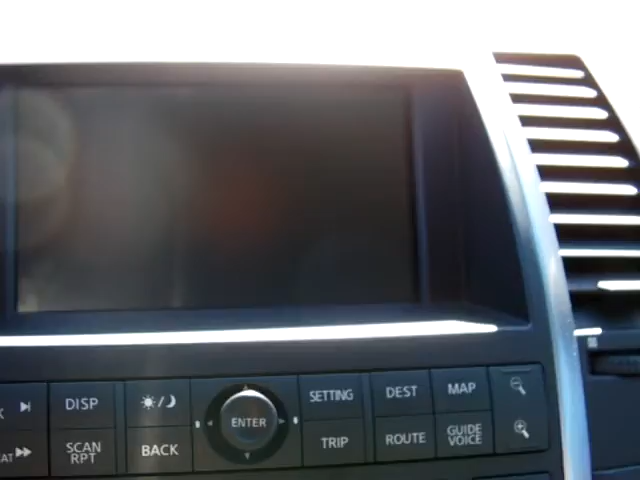 DISP
SETTING
DEST
MAP
ENTER
SCAN
RPT
BACK
TRIP
ROUTE
GUIDE
VOICE